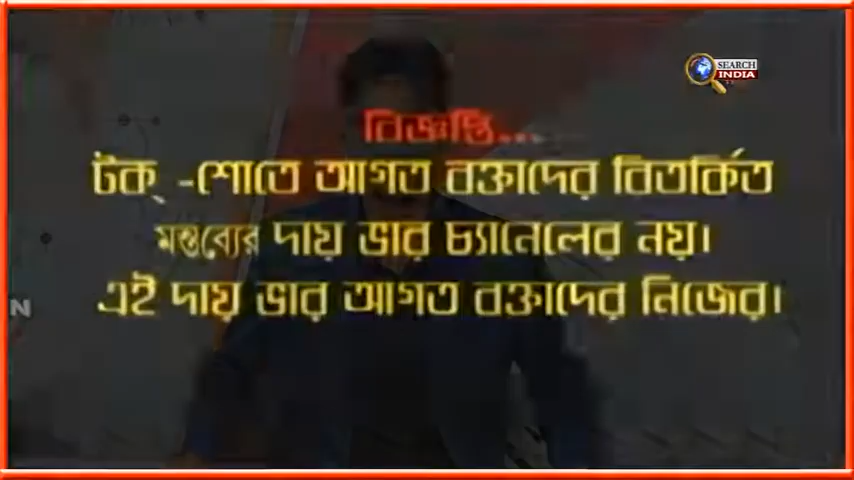 SEARCH
INDIA
বিজ্ঞপ্তি...
টক্ -শোতে আগত বক্তাদের বিতর্কিত
মন্তব্যের দায় ভার চ্যানেলের নয়।
এই দায় ভার আগত বক্তাদের নিজের।
N